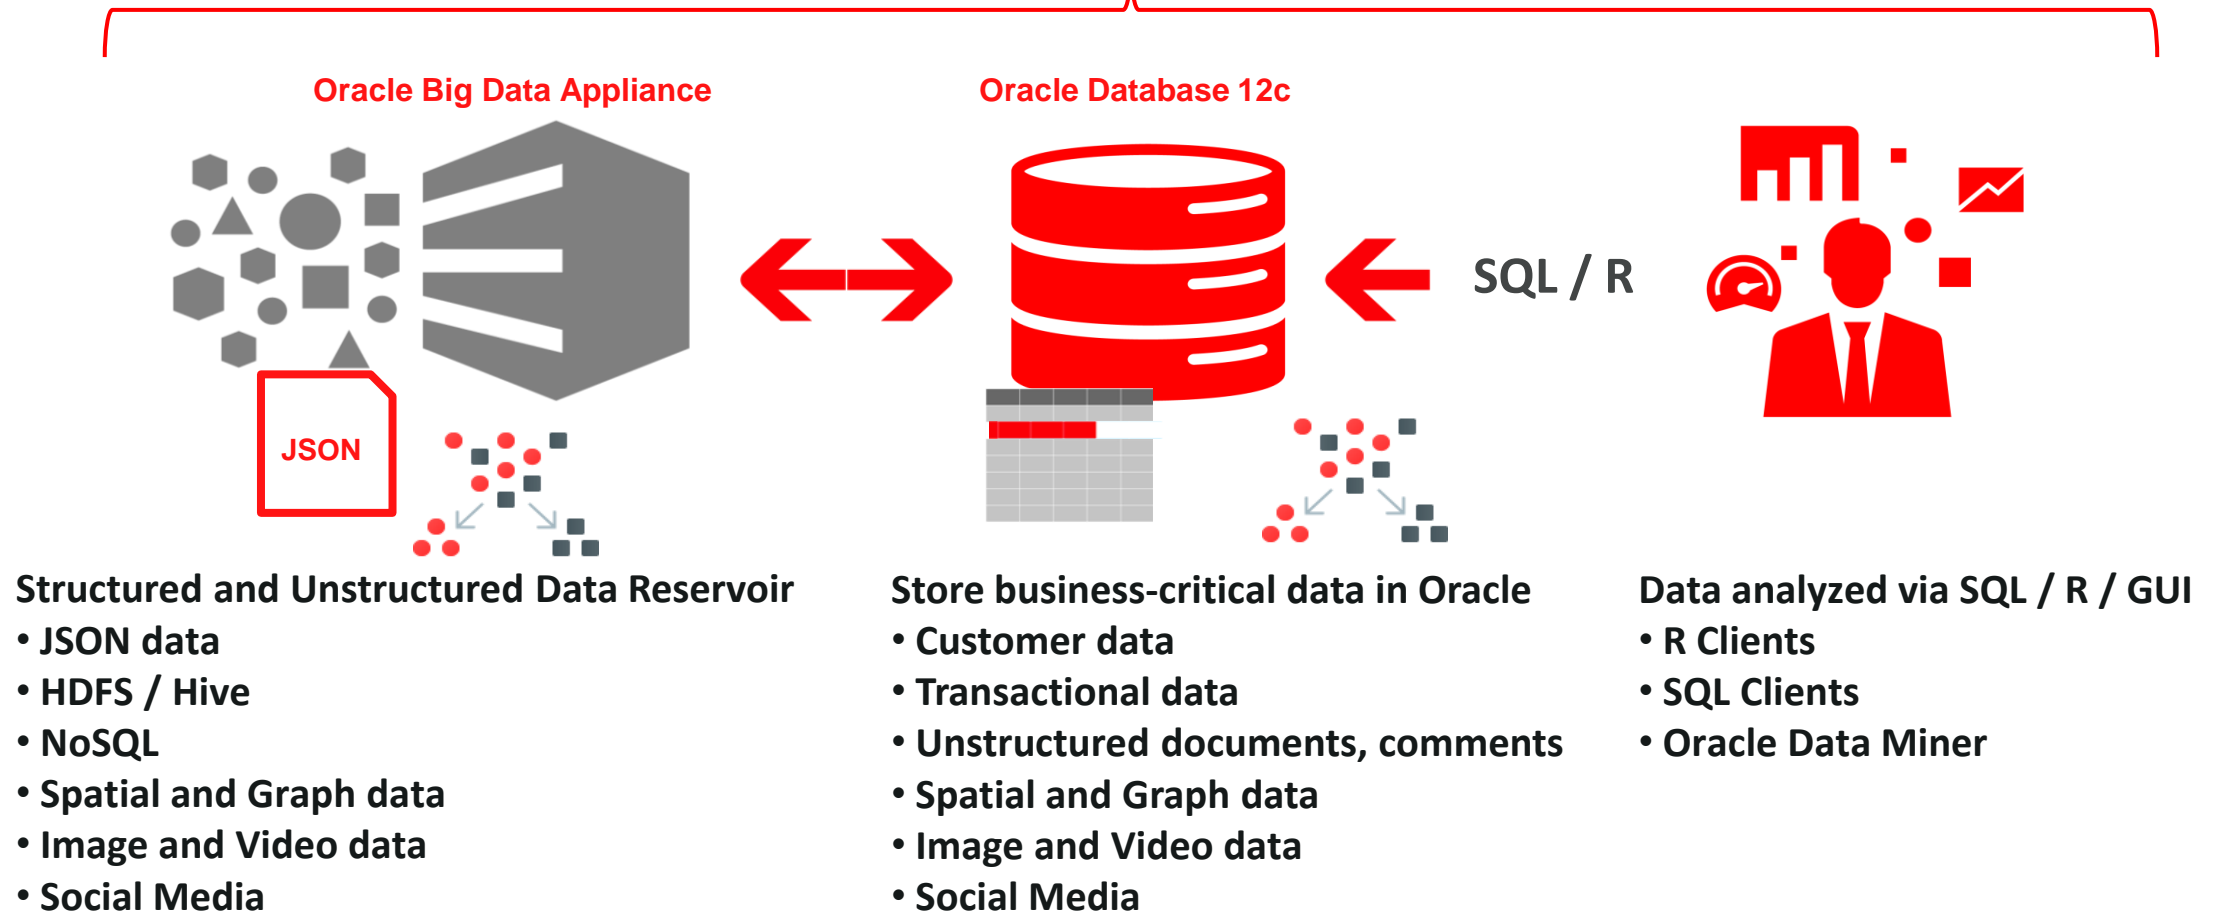 Oracle Big Data Appliance
Oracle Database 12c
SQL / R
JSON
Structured and Unstructured Data Reservoir
• JSON data
• HDFS / Hive
• NoSQL
• Spatial and Graph data
• Image and Video data
• Social Media
Store business-critical data in Oracle
• Customer data
• Transactional data
• Unstructured documents, comments
• Spatial and Graph data
• Image and Video data
• Social Media
Data analyzed via SQL / R / GUI
• R Clients
• SQL Clients
• Oracle Data Miner